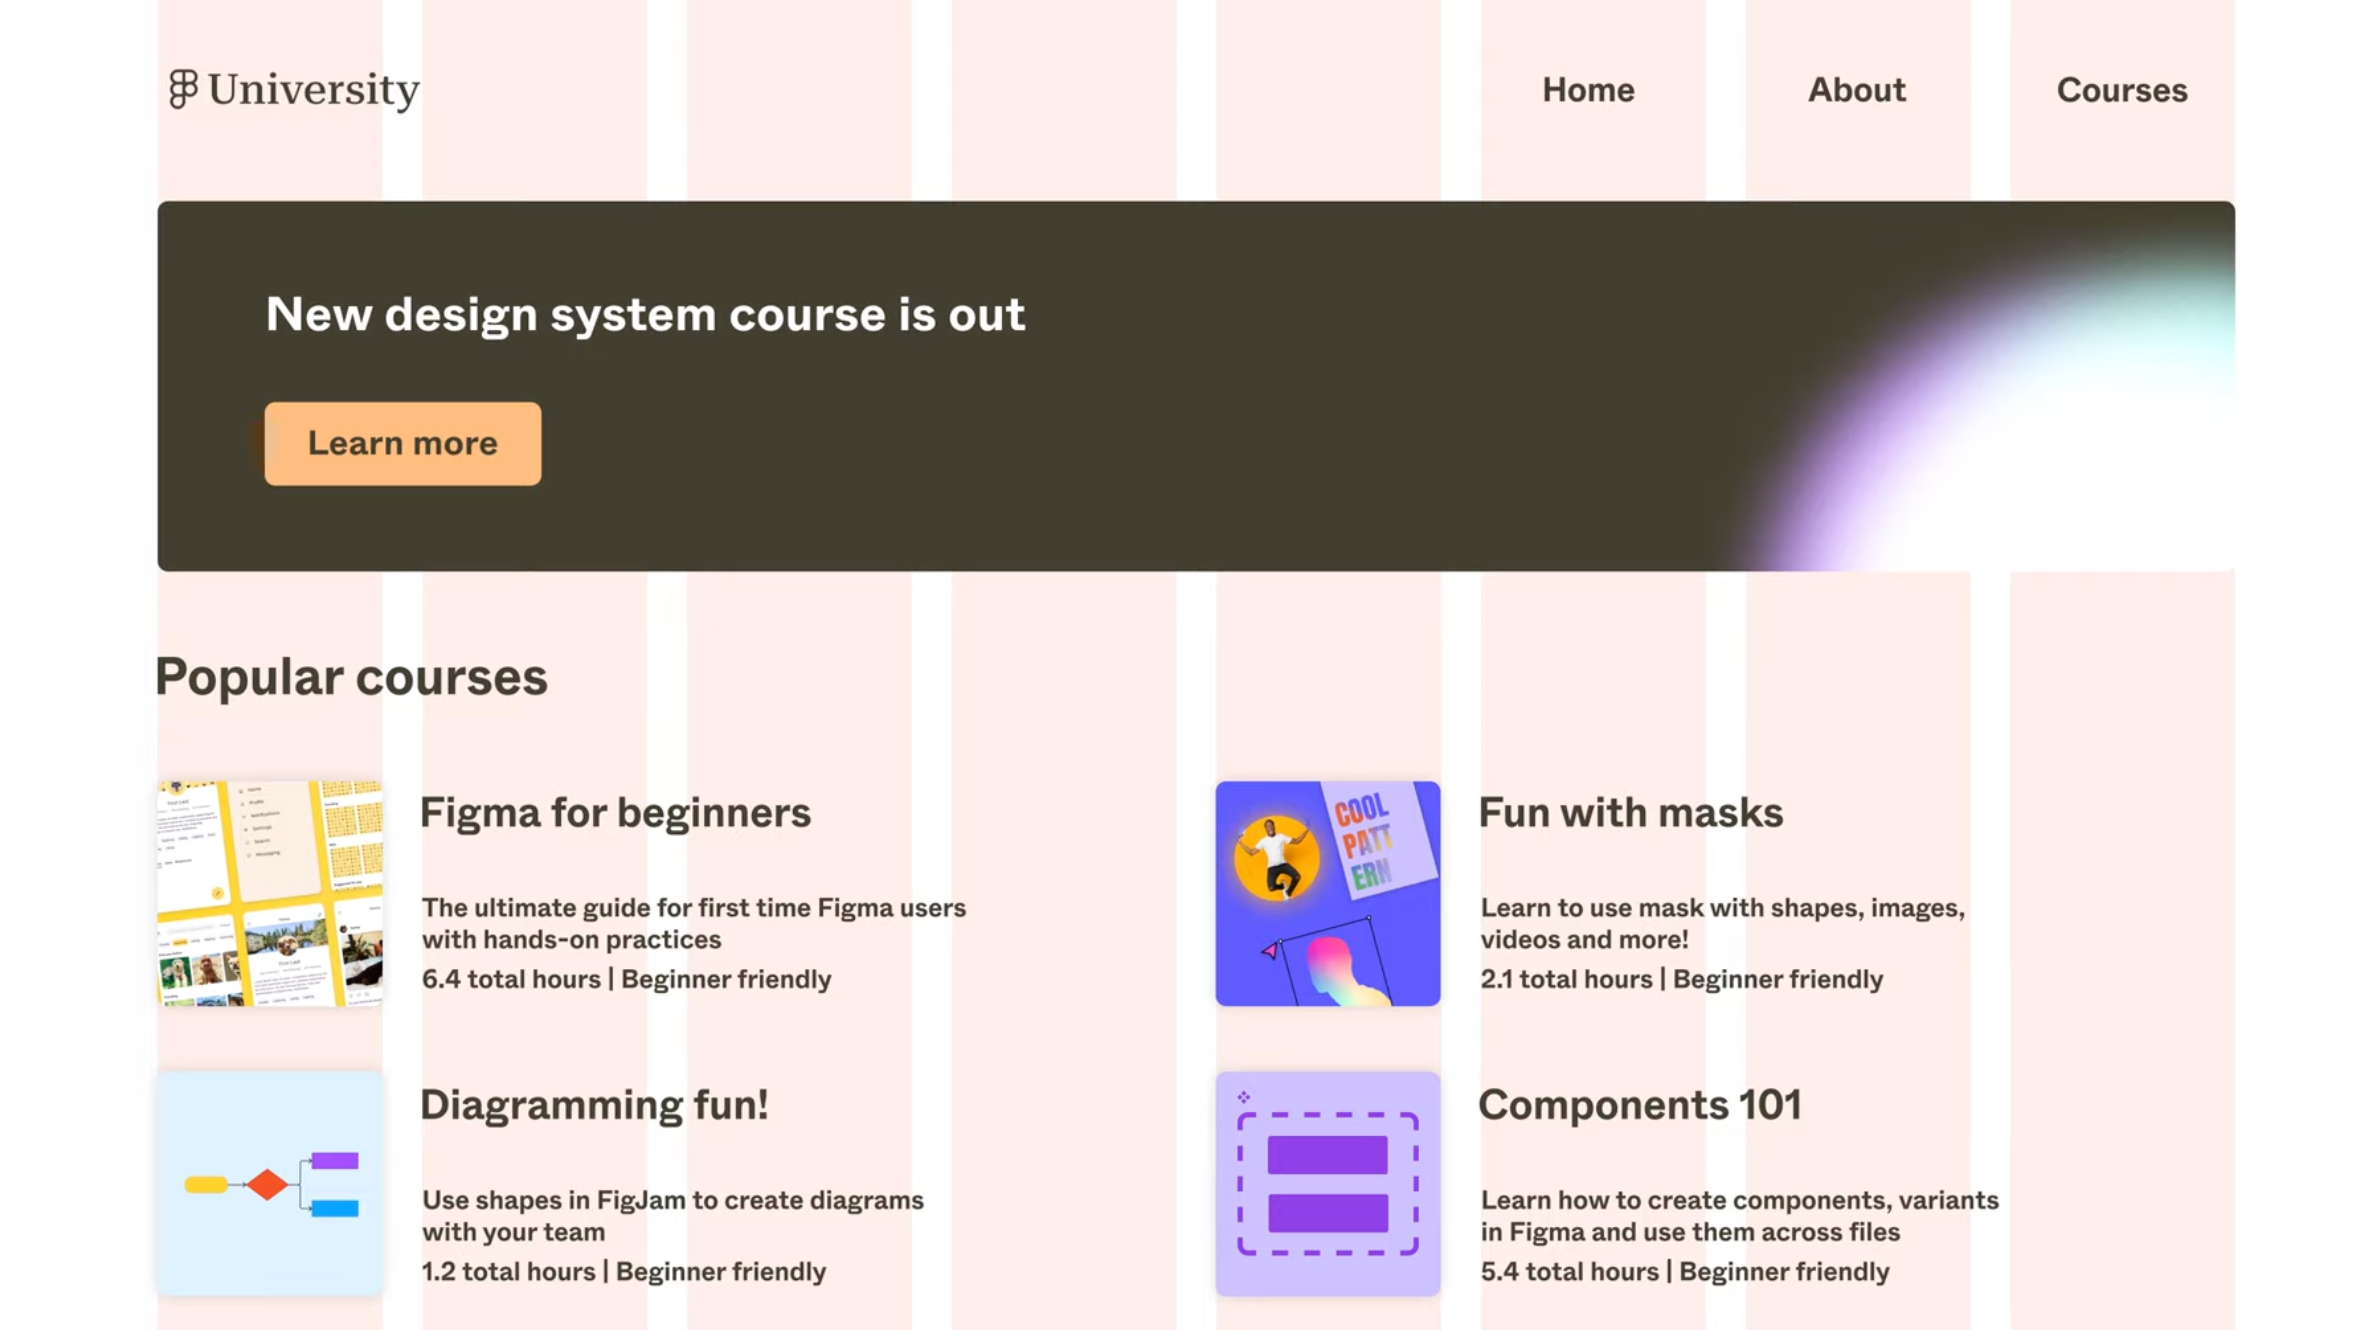 University
Home
About
Courses
New design system course is out
Learn more
Popular courses
Figma for beginners
The ultimate guide for first time Figma users
with hands-on practices
6.4 total hours | Beginner friendly
COOL
PATT
ERN
Fun with masks
Learn to use mask with shapes, images,
videos and more!
2.1 total hours | Beginner friendly
Diagramming fun!
Use shapes in FigJam to create diagrams
with your team
1.2 total hours | Beginner friendly
Components 101
Learn how to create components, variants
in Figma and use them across files
5.4 total hours | Beginner friendly